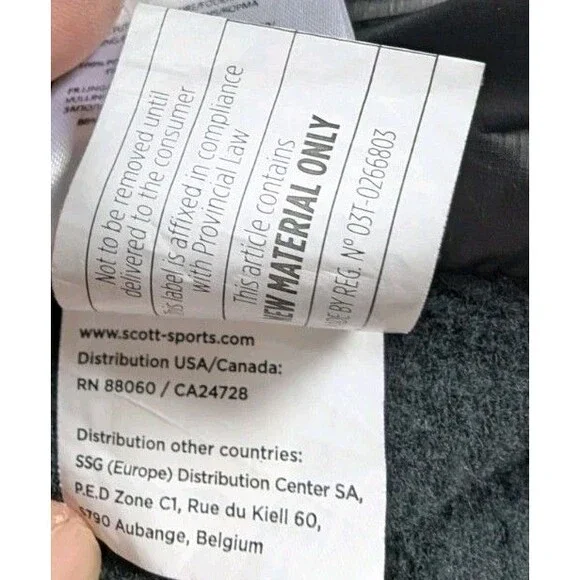 Not to be removed until
delivered to the consumer
label is affixed in compliance
with Provincial Law
This article contains
NEW MATERIAL ONLY
BY REG. Nº 03T-0266803
www.scott-sports.com
Distribution USA/Canada:
RN 88060 / CA24728
Distribution other countries:
SSG (Europe) Distribution Center SA,
P.E.D Zone C1, Rue du Kiell 60,
6790 Aubange, Belgium